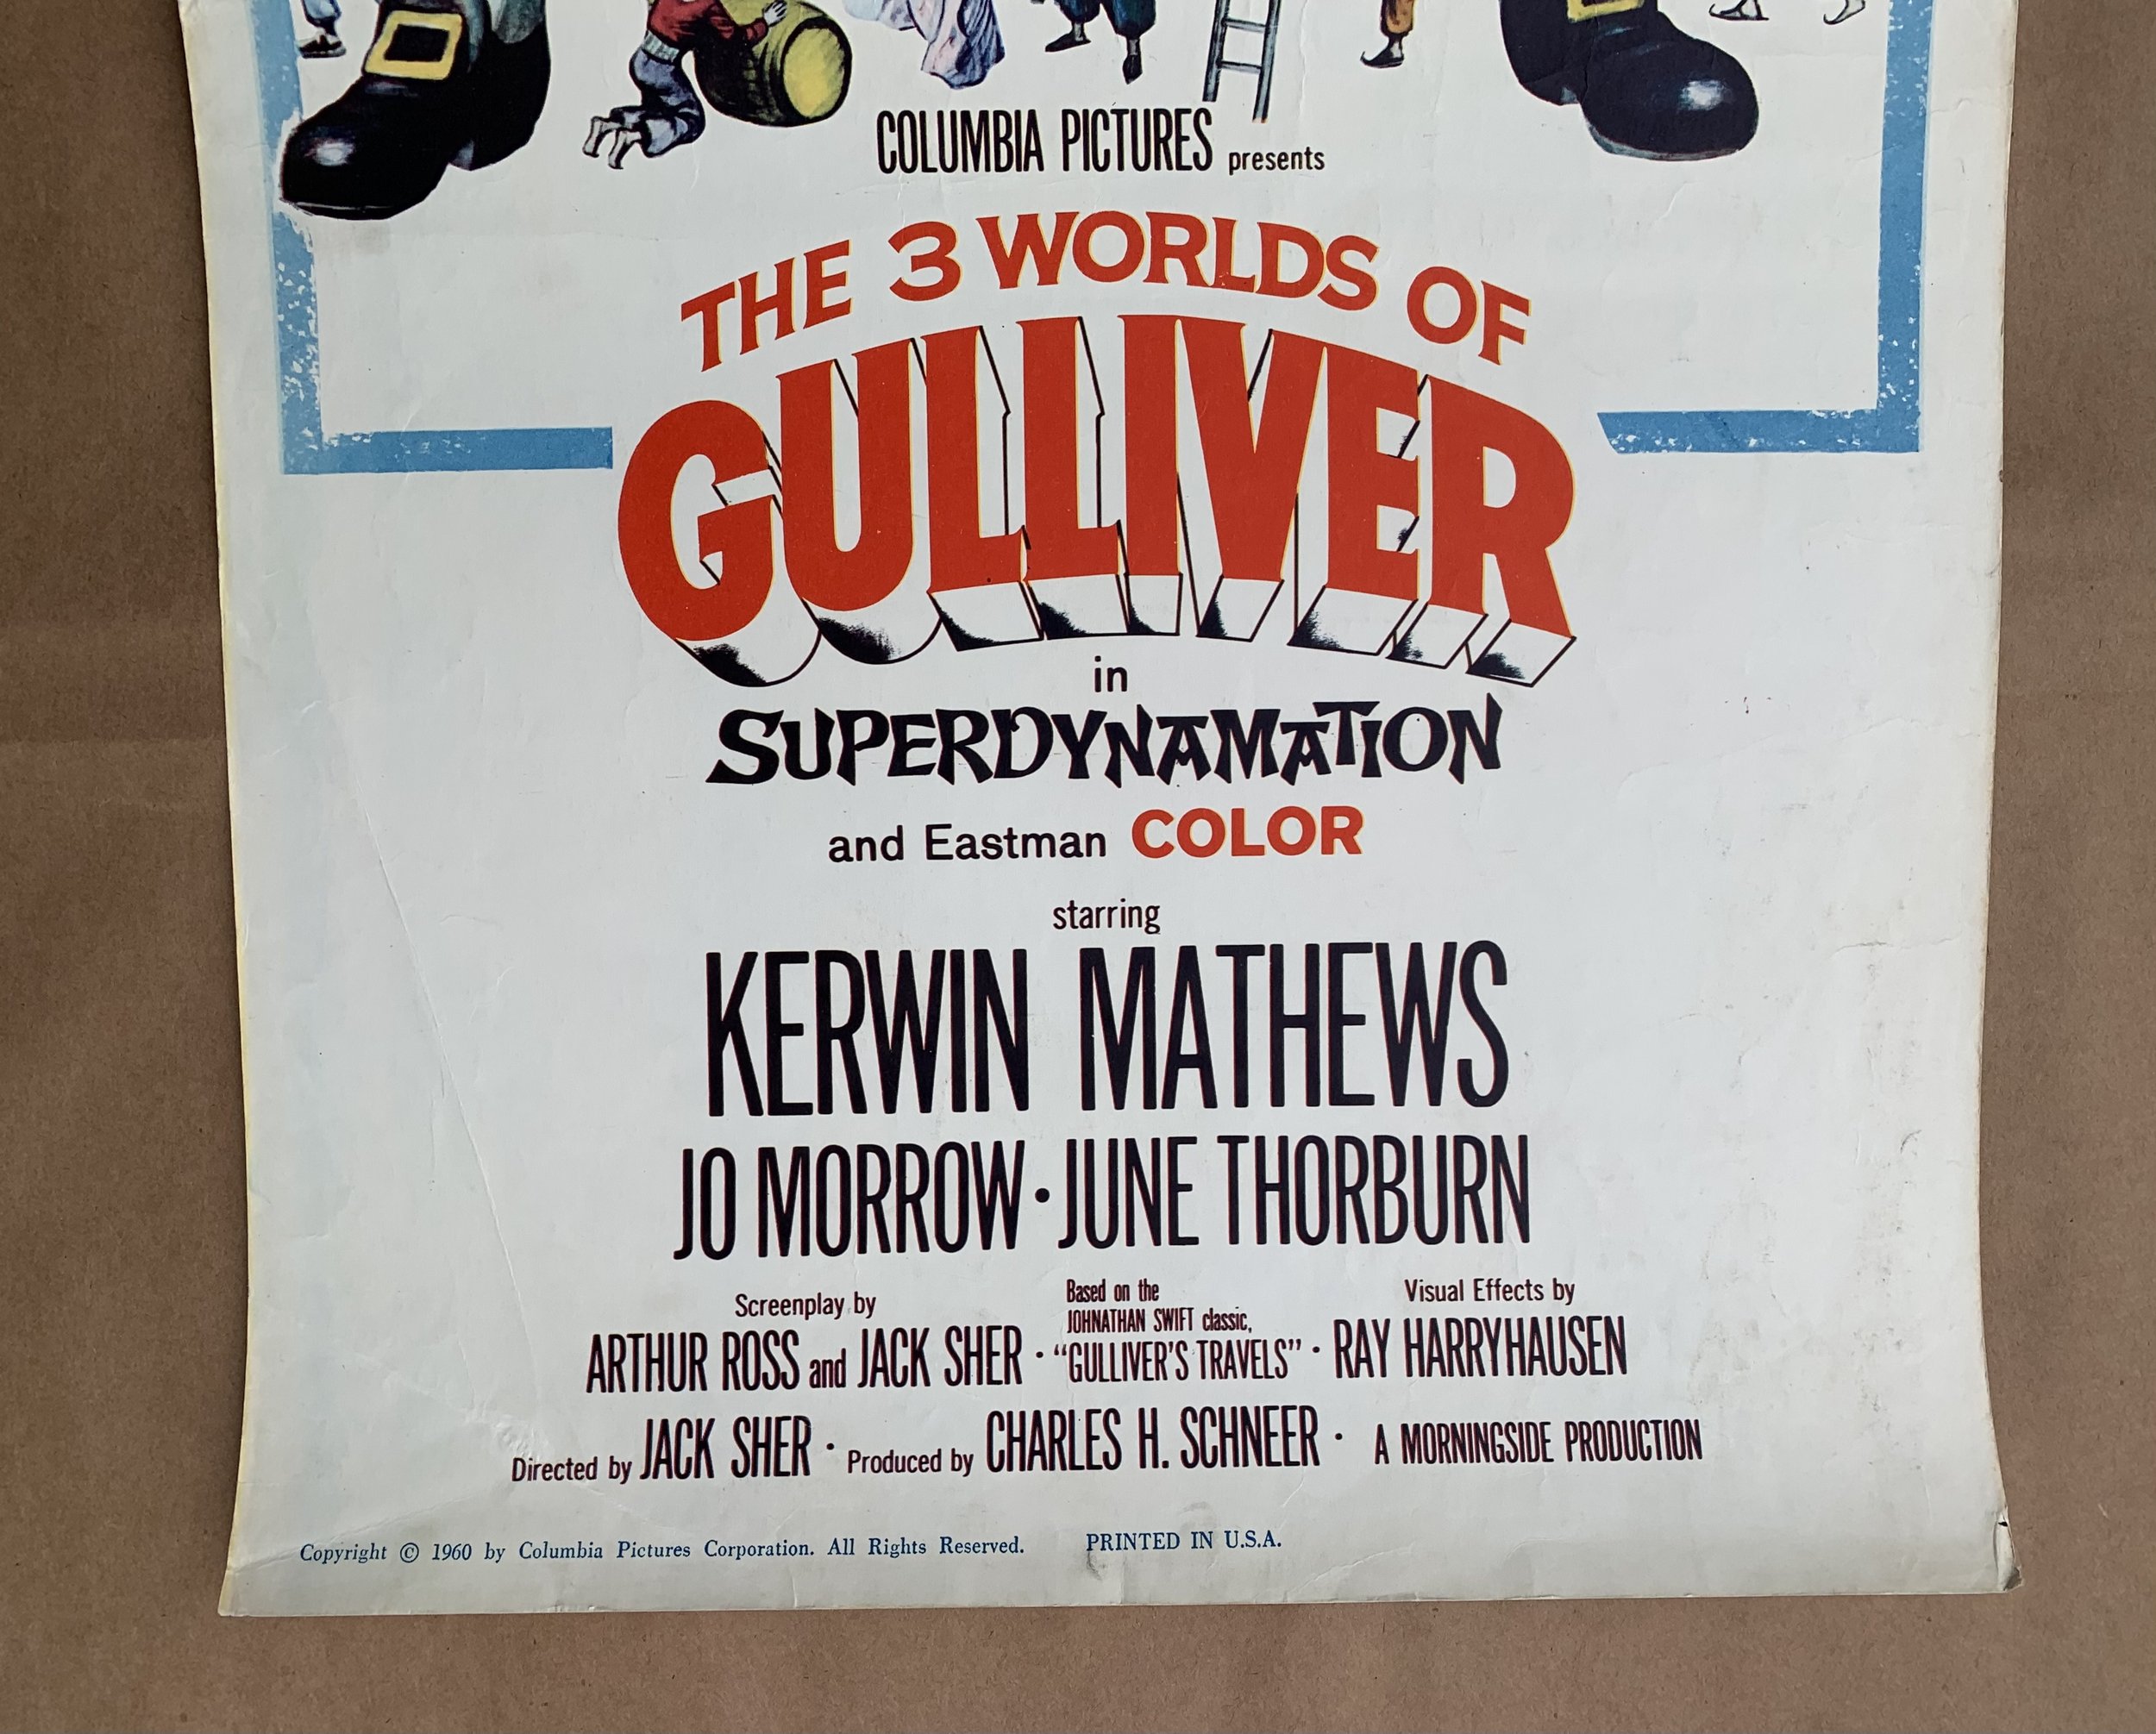 COLUMBIA PICTURES presents
THE 3 WORLDS OF
GULLIVER
in
SUPERDYNAMATION
and Eastman COLOR
starring
KERWIN MATHEWS
JO MORROW · JUNE THORBURN
Screenplay by
ARTHUR ROSS and JACK SHER ·
Based on the
JOHNATHAN SWIFT classic,
"GULLIVER'S TRAVELS" ·
Visual Effects by
RAY HARRYHAUSEN
Directed by JACK SHER · Produced by CHARLES H. SCHNEER · A MORNINGSIDE PRODUCTION
Copyright © 1960 by Columbia Pictures Corporation. All Rights Reserved. PRINTED IN U.S.A.